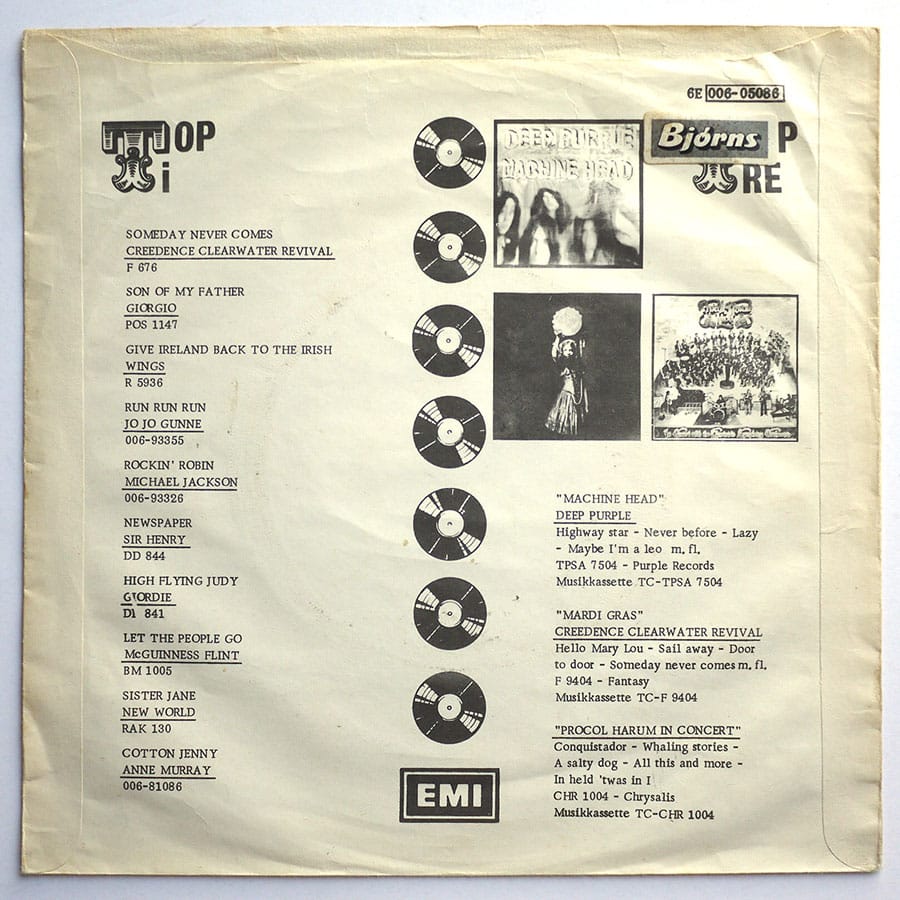 6E 006-05086
TOP
Ti
Bjørns
P
TRE
DEEP PURPLE
MACHINE HEAD
SOMEDAY NEVER COMES
CREEDENCE CLEARWATER REVIVAL
F 676
SON OF MY FATHER
GIORGIO
POS 1147
GIVE IRELAND BACK TO THE IRISH
WINGS
R 5936
RUN RUN RUN
JO JO GUNNE
006-93355
ROCKIN' ROBIN
MICHAEL JACKSON
006-93326
NEWSPAPER
SIR HENRY
DD 844
HIGH FLYING JUDY
GEORDIE
841
LET THE PEOPLE GO
McGUINNESS FLINT
BM 1005
SISTER JANE
NEW WORLD
RAK 130
COTTON JENNY
ANNE MURRAY
006-81086
EMI
"MACHINE HEAD"
DEEP PURPLE
Highway star - Never before - Lazy
- Maybe I'm a leo m. fl.
TPSA 7504 - Purple Records
Musikkassette TC-TPSA 7504
"MARDI GRAS"
CREEDENCE CLEARWATER REVIVAL
Hello Mary Lou - Sail away - Door
to door - Someday never comes m. fl.
F 9404 - Fantasy
Musikkassette TC-F 9404
"PROCOL HARUM IN CONCERT"
Conquistador - Whaling stories -
A salty dog - All this and more -
In held 'twas in I
CHR 1004 - Chrysalis
Musikkassette TC-CHR 1004